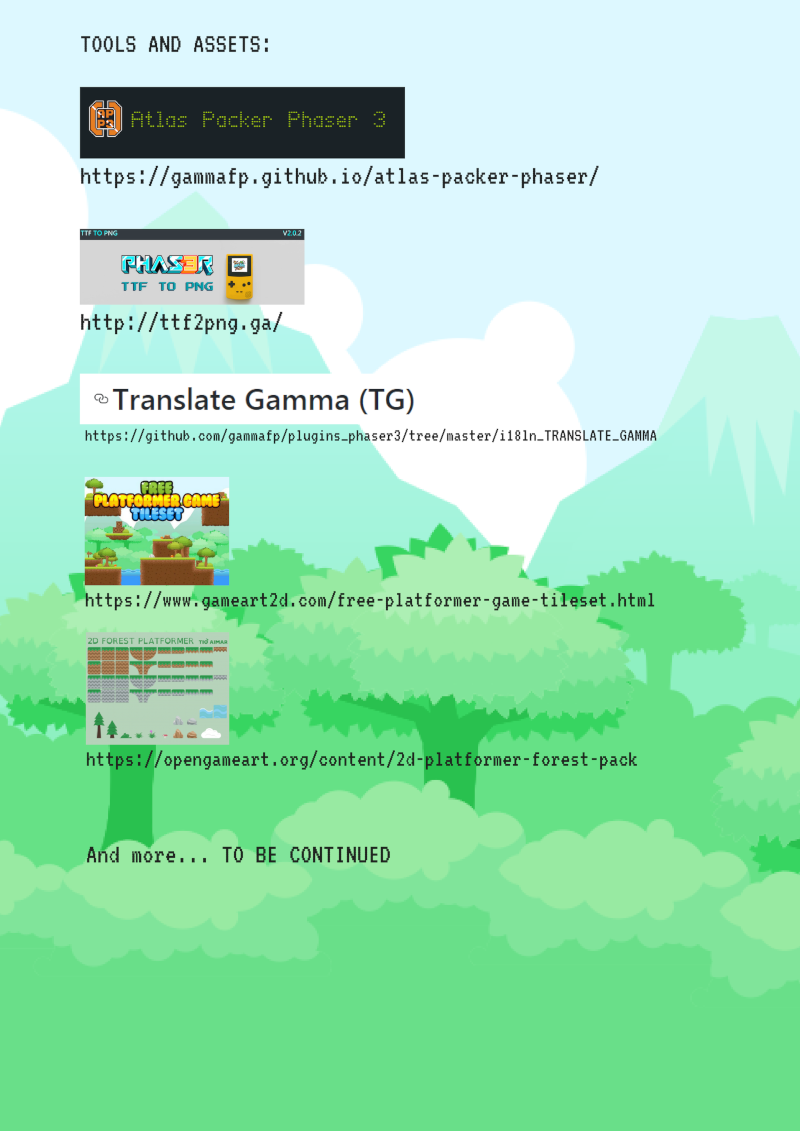 TOOLS AND ASSETS:
Atlas Packer Phaser 3
https://gammafp.github.io/atlas-packer-phaser/
TTF TO PNG V2.0.2
PHAS3R
TTF TO PNG
http://ttf2png.ga/
Translate Gamma (TG)
https://github.com/gammafp/plugins_phaser3/tree/master/i18ln_TRANSLATE_GAMMA
FREE
PLATFORMER GAME
TILESET
https://www.gameart2d.com/free-platformer-game-tileset.html
2D FOREST PLATFORMER
https://opengameart.org/content/2d-platformer-forest-pack
And more... TO BE CONTINUED